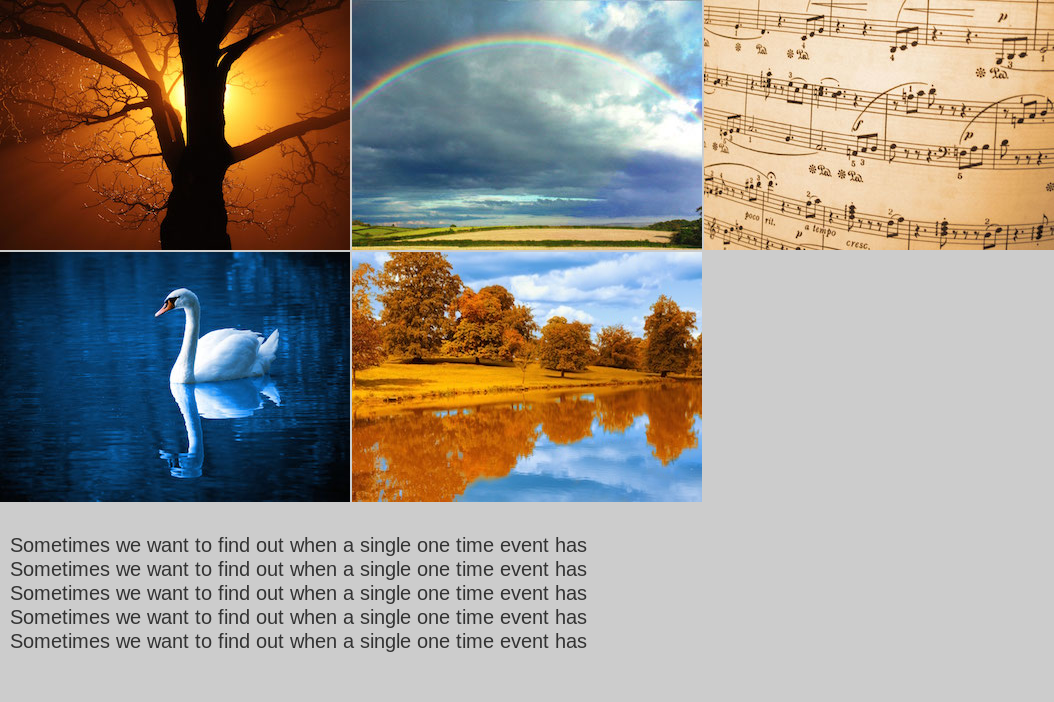 p
poco rit.
a tempo
p
cresc.
Sometimes we want to find out when a single one time event has
Sometimes we want to find out when a single one time event has
Sometimes we want to find out when a single one time event has
Sometimes we want to find out when a single one time event has
Sometimes we want to find out when a single one time event has